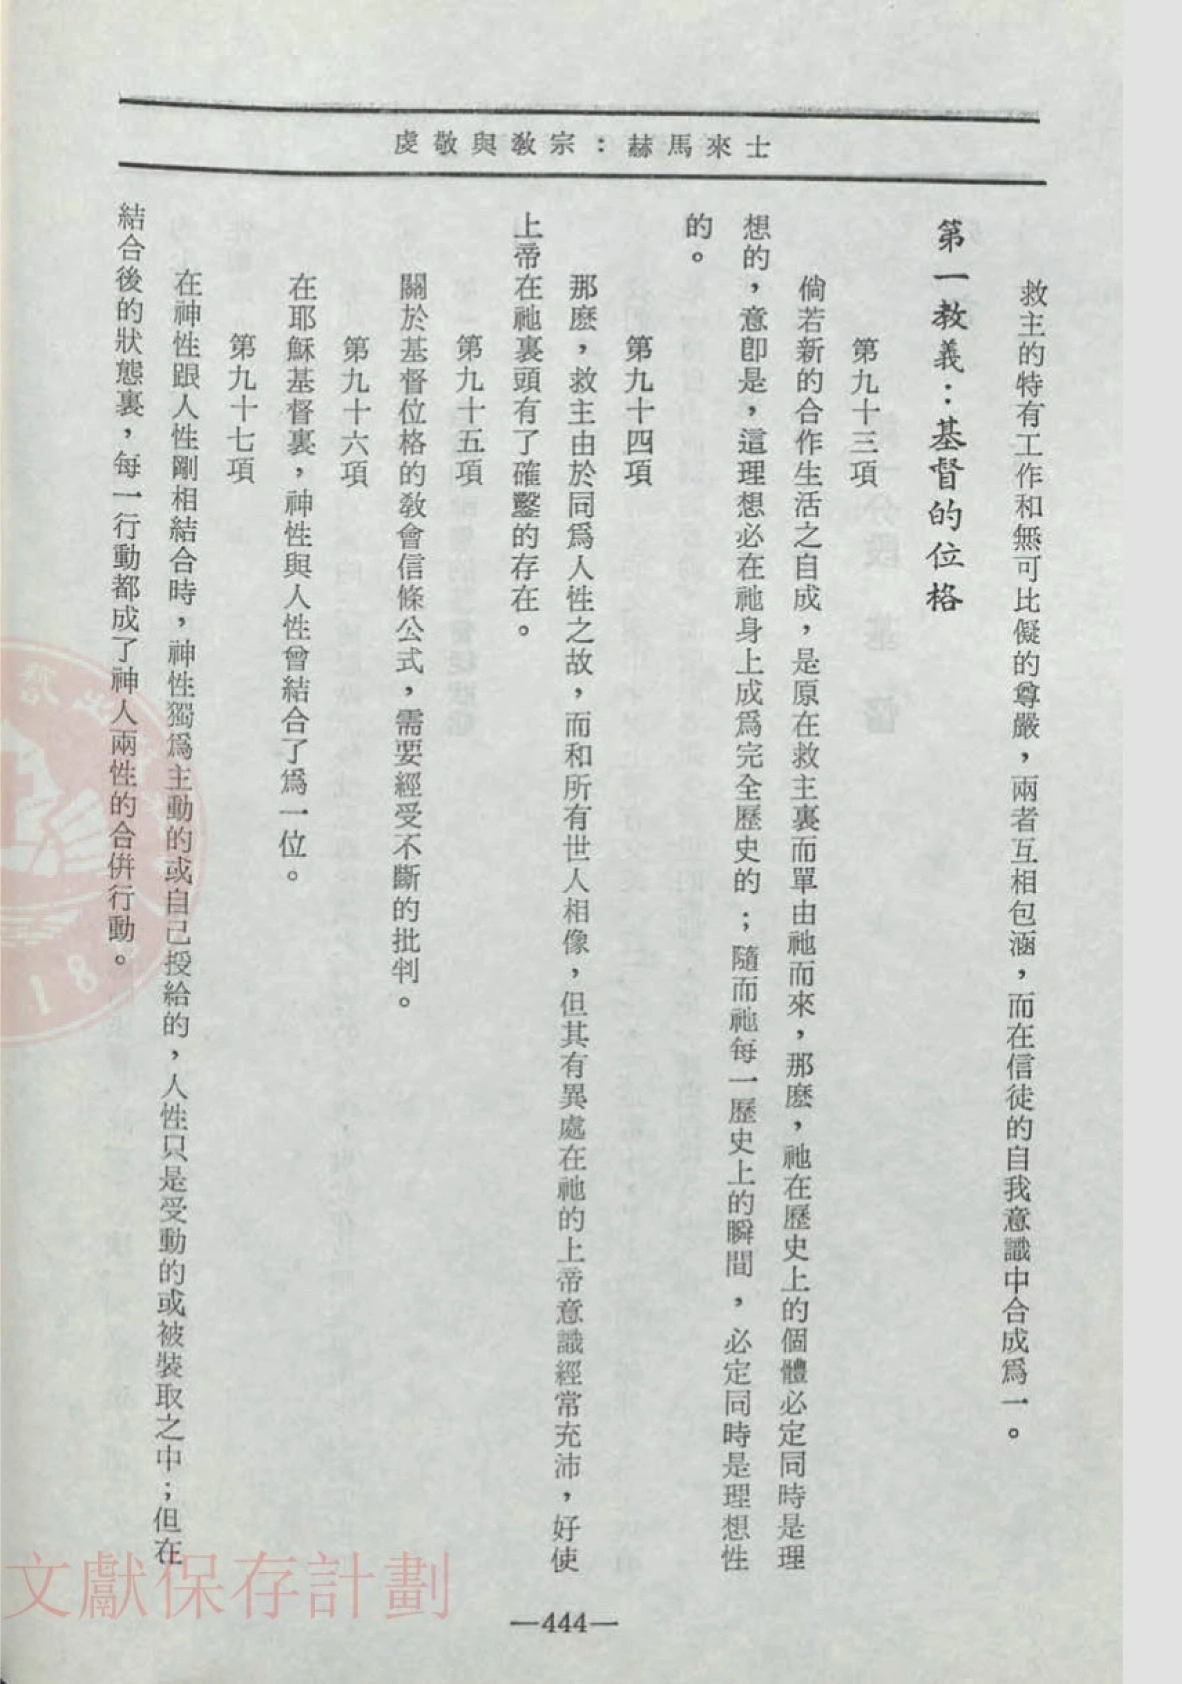 士來馬赫：宗教與敬虔
救主的特有工作和無可比儗的尊嚴，兩者互相包涵，而在信徒的自我意識中合成爲一。
第一教義：基督的位格
第九十三項
倘若新的合作生活之自成，是原在救主裏而單由祂而來，那麽，祂在歷史上的個體必定同時是理
想的，意卽是，這理想必在祂身上成爲完全歷史的；隨而祂每一歷史上的瞬間，必定同時是理想性
的。
第九十四項
那麽，救主由於同爲人性之故，而和所有世人相像，但其有異處在祂的上帝意識經常充沛，好使
上帝在祂裏頭有了確鑿的存在。
第九十五項
關於基督位格的敎會信條公式，需要經受不斷的批判。
第九十六項
在耶穌基督裏，神性與人性曾結合了爲一位。
第九十七項
在神性跟人性剛相結合時，神性獨爲主動的或自己授給的，人性只是受動的或被裝取之中；但在
結合後的狀態裏，每一行動都成了神人兩性的合倂行動。
—444—
文獻保存計劃